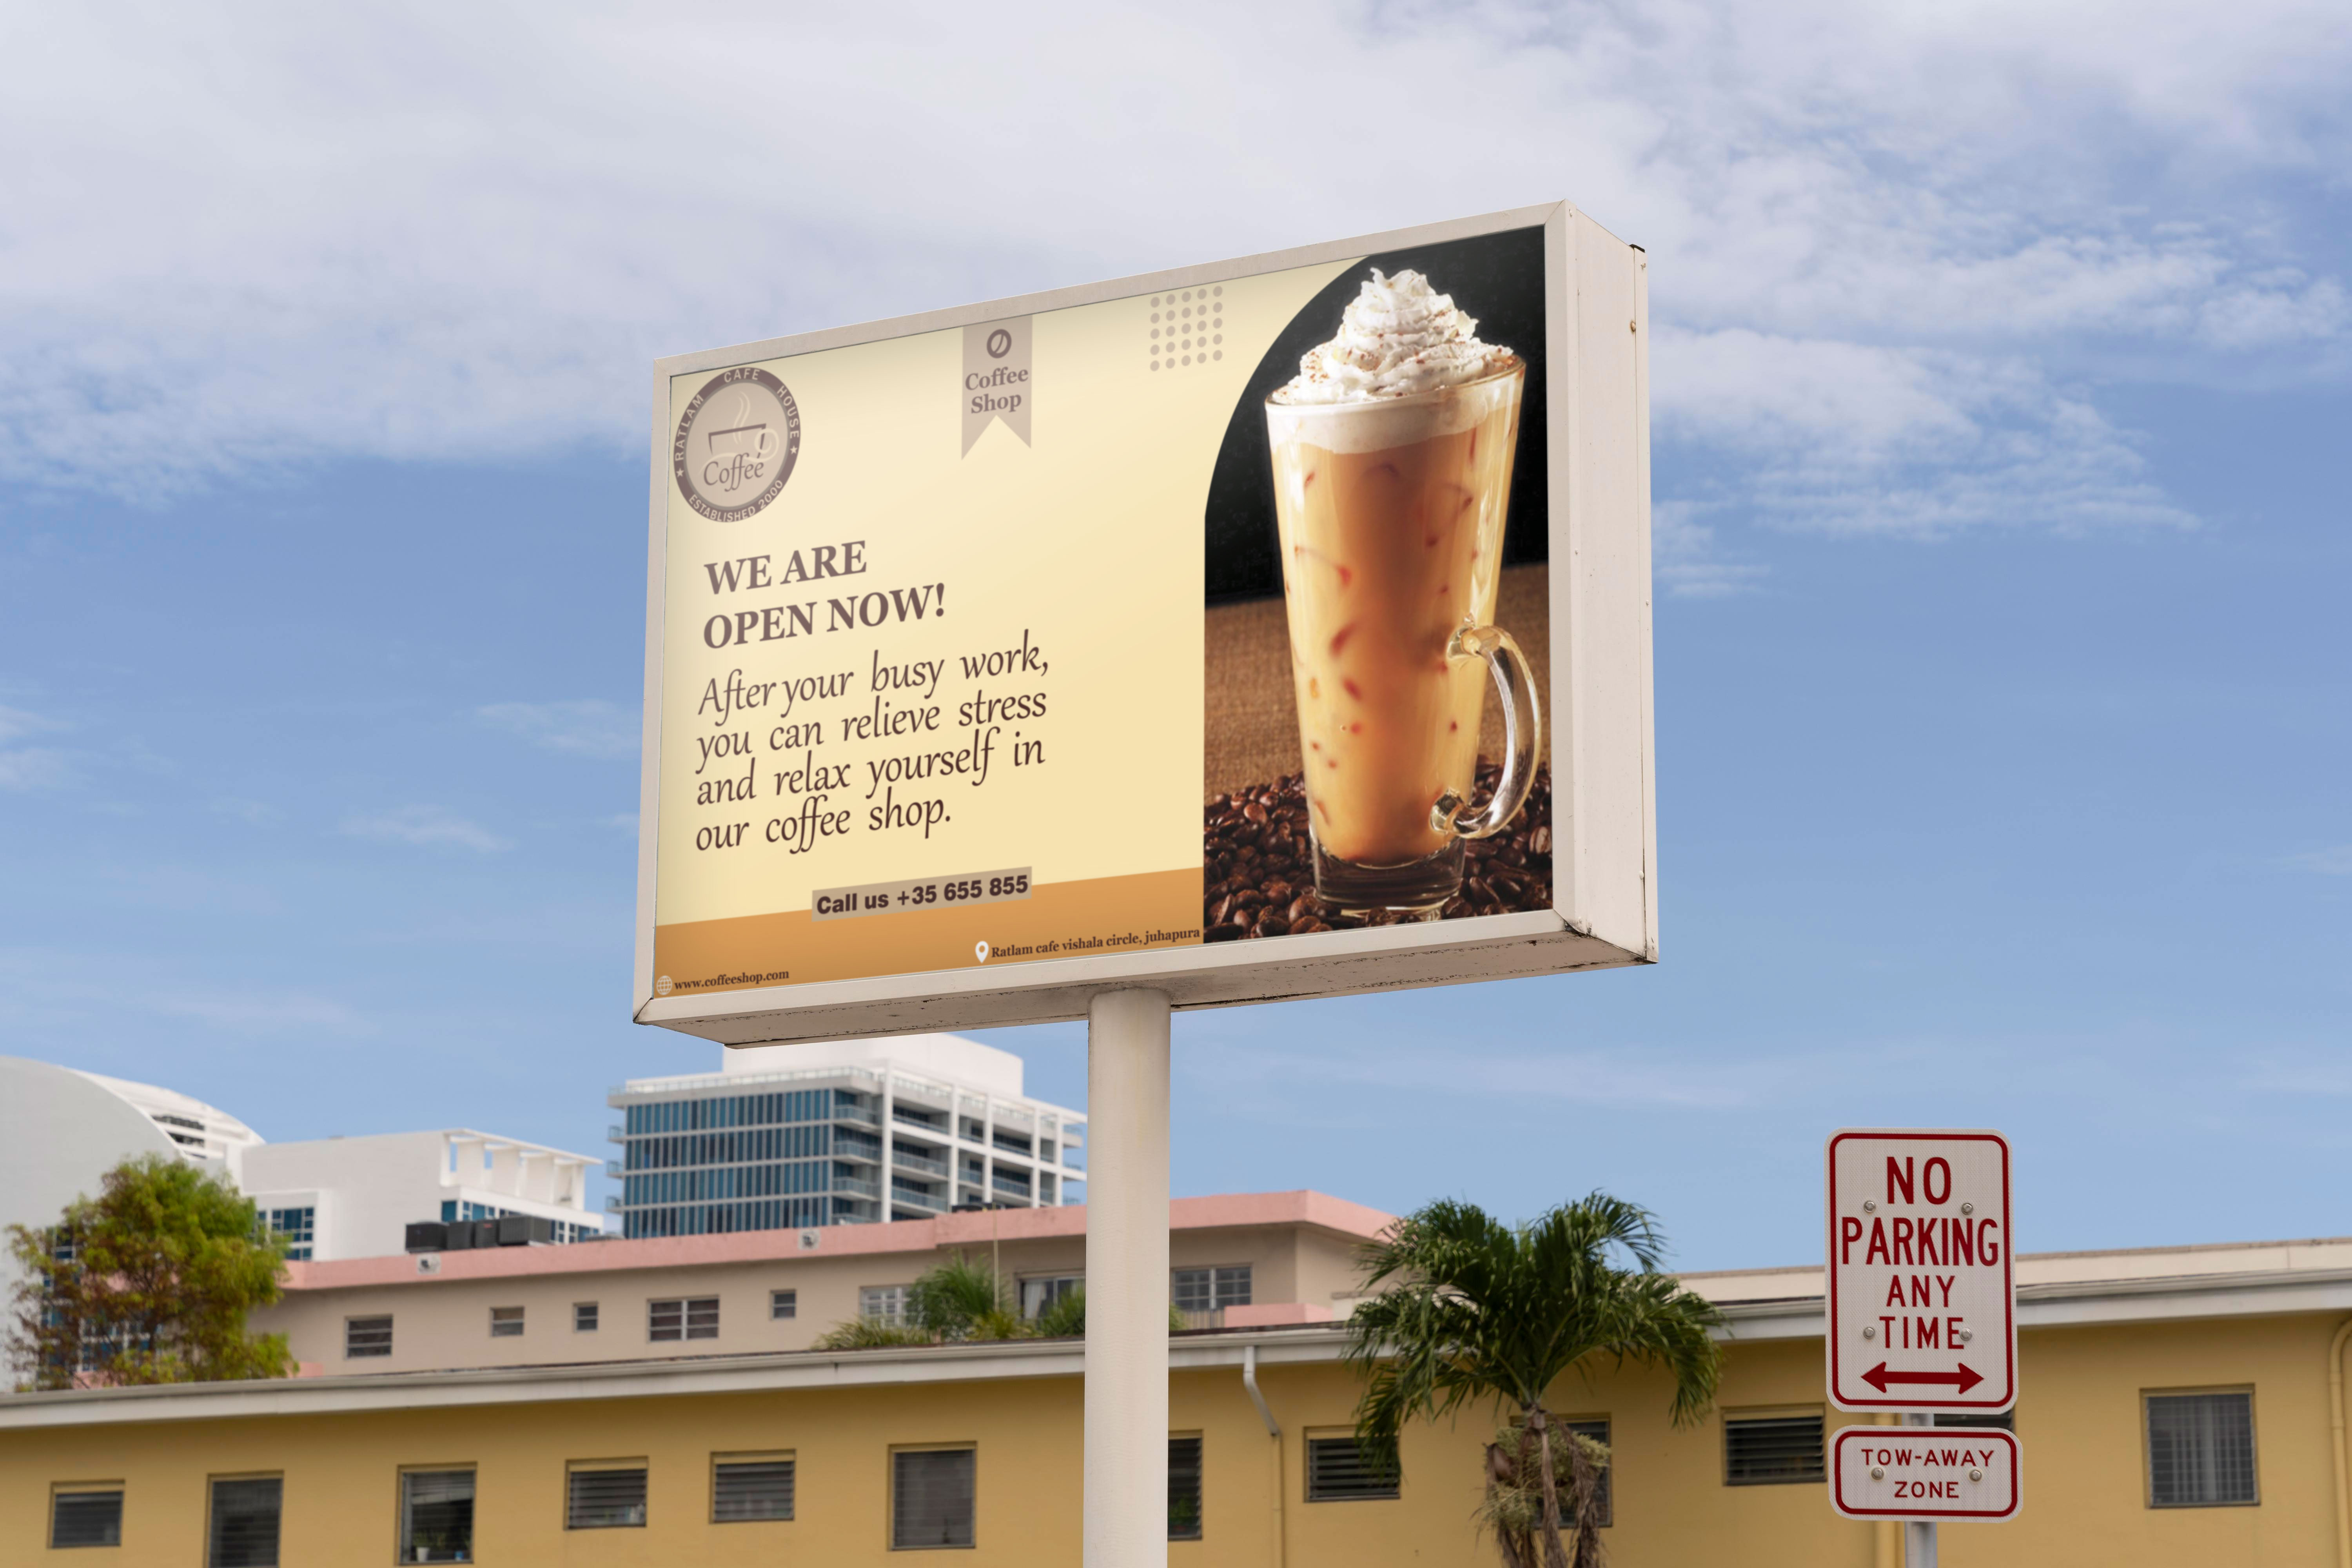 RATLAM CAFE HOUSE
Coffee
ESTABLISHED 2000
Coffee
Shop
WE ARE
OPEN NOW!
After your busy work,
you can relieve stress
and relax yourself in
our coffee shop.
Call us +35 655 855
Ratlam cafe vishala cirele, juhapura
www.coffeeshop.com
NO
PARKING
ANY
TIME
TOW-AWAY
ZONE